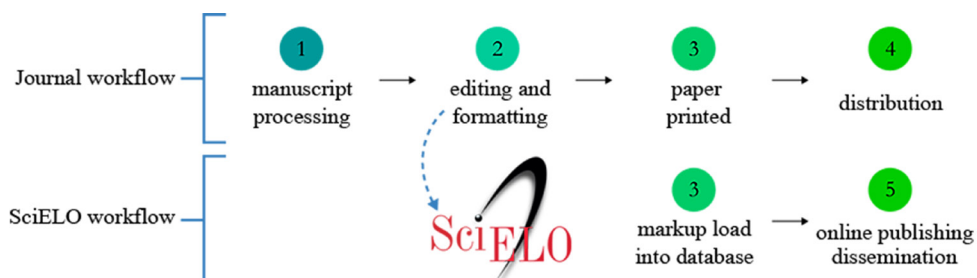 1
2
3
4
Journal workflow
manuscript
processing
editing and
formatting
paper
printed
distribution
3
5
SciELO workflow
SciELO
markup load
into database
online publishing
dissemination